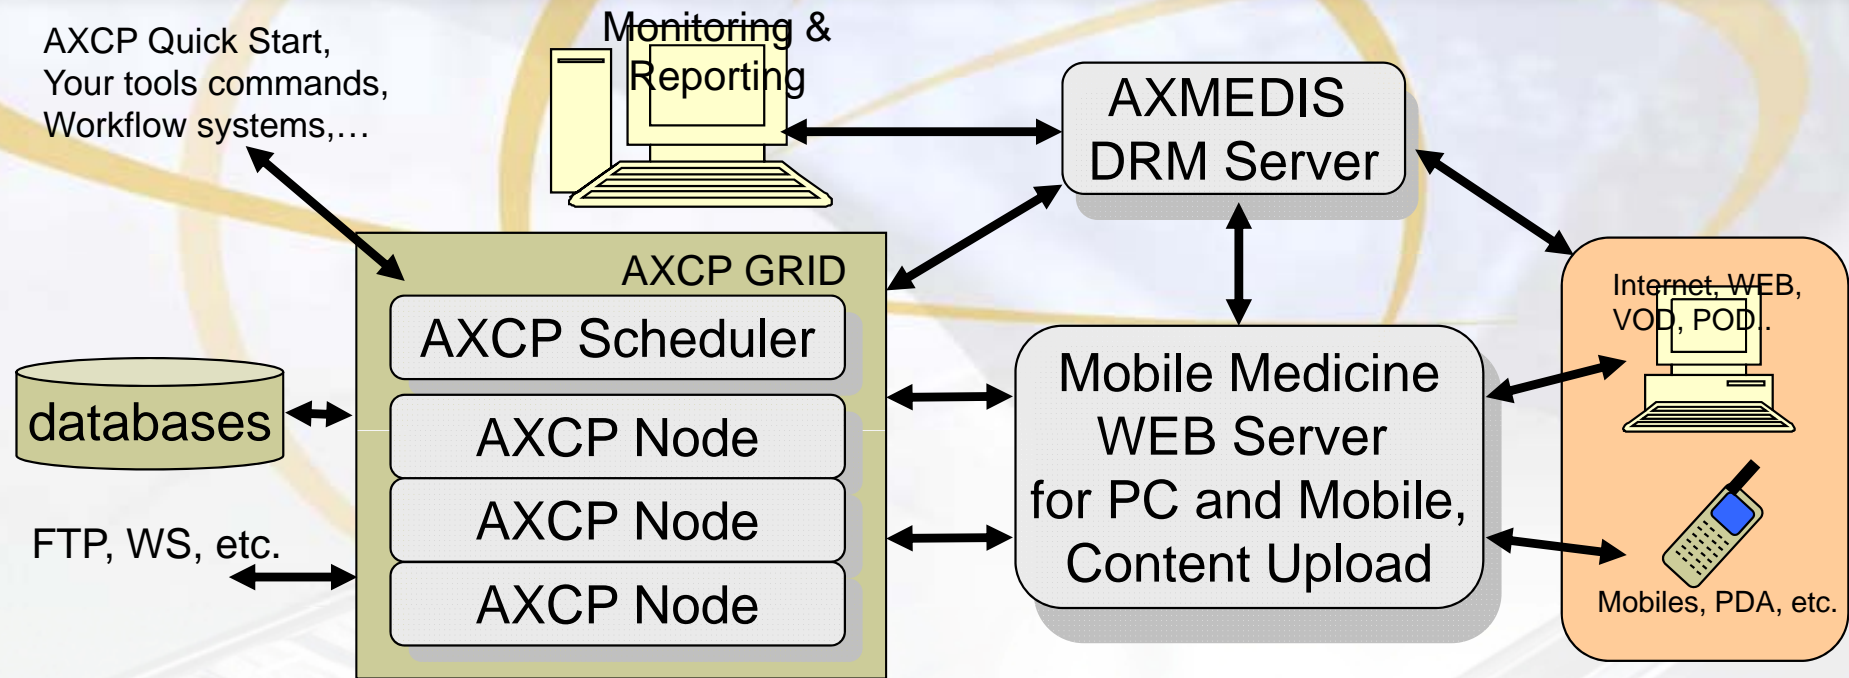 AXCP Quick Start,
Your tools commands,
Workflow systems,…
Monitoring &
Reporting
AXMEDIS
DRM Server
AXCP GRID
AXCP Scheduler
AXCP Node
AXCP Node
AXCP Node
databases
FTP, WS, etc.
Mobile Medicine
WEB Server
for PC and Mobile,
Content Upload
Internet, WEB,
VOD, POD..
Mobiles, PDA, etc.